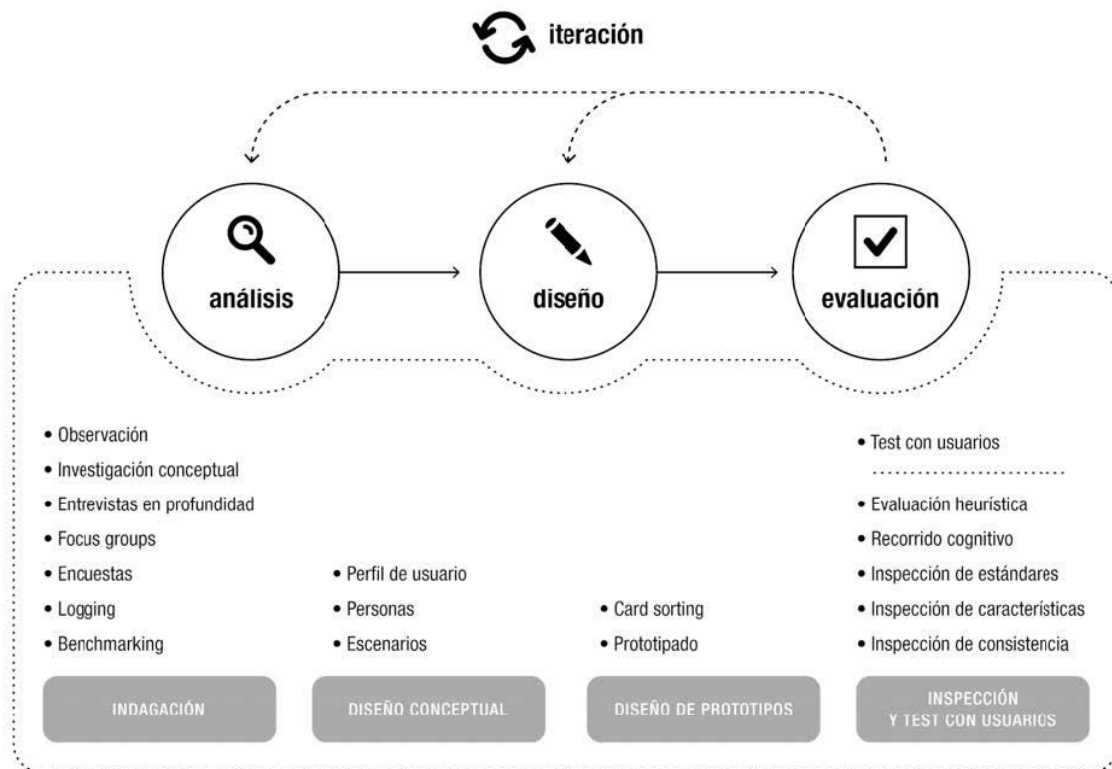 iteración
análisis
diseño
evaluación
• Observación
• Investigación conceptual
• Entrevistas en profundidad
• Focus groups
• Encuestas
• Logging
• Benchmarking
INDAGACIÓN
• Perfil de usuario
• Personas
• Escenarios
DISEÑO CONCEPTUAL
• Card sorting
• Prototipado
DISEÑO DE PROTOTIPOS
• Test con usuarios
• Evaluación heurística
• Recorrido cognitivo
• Inspección de estándares
• Inspección de características
• Inspección de consistencia
INSPECCIÓN
Y TEST CON USUARIOS